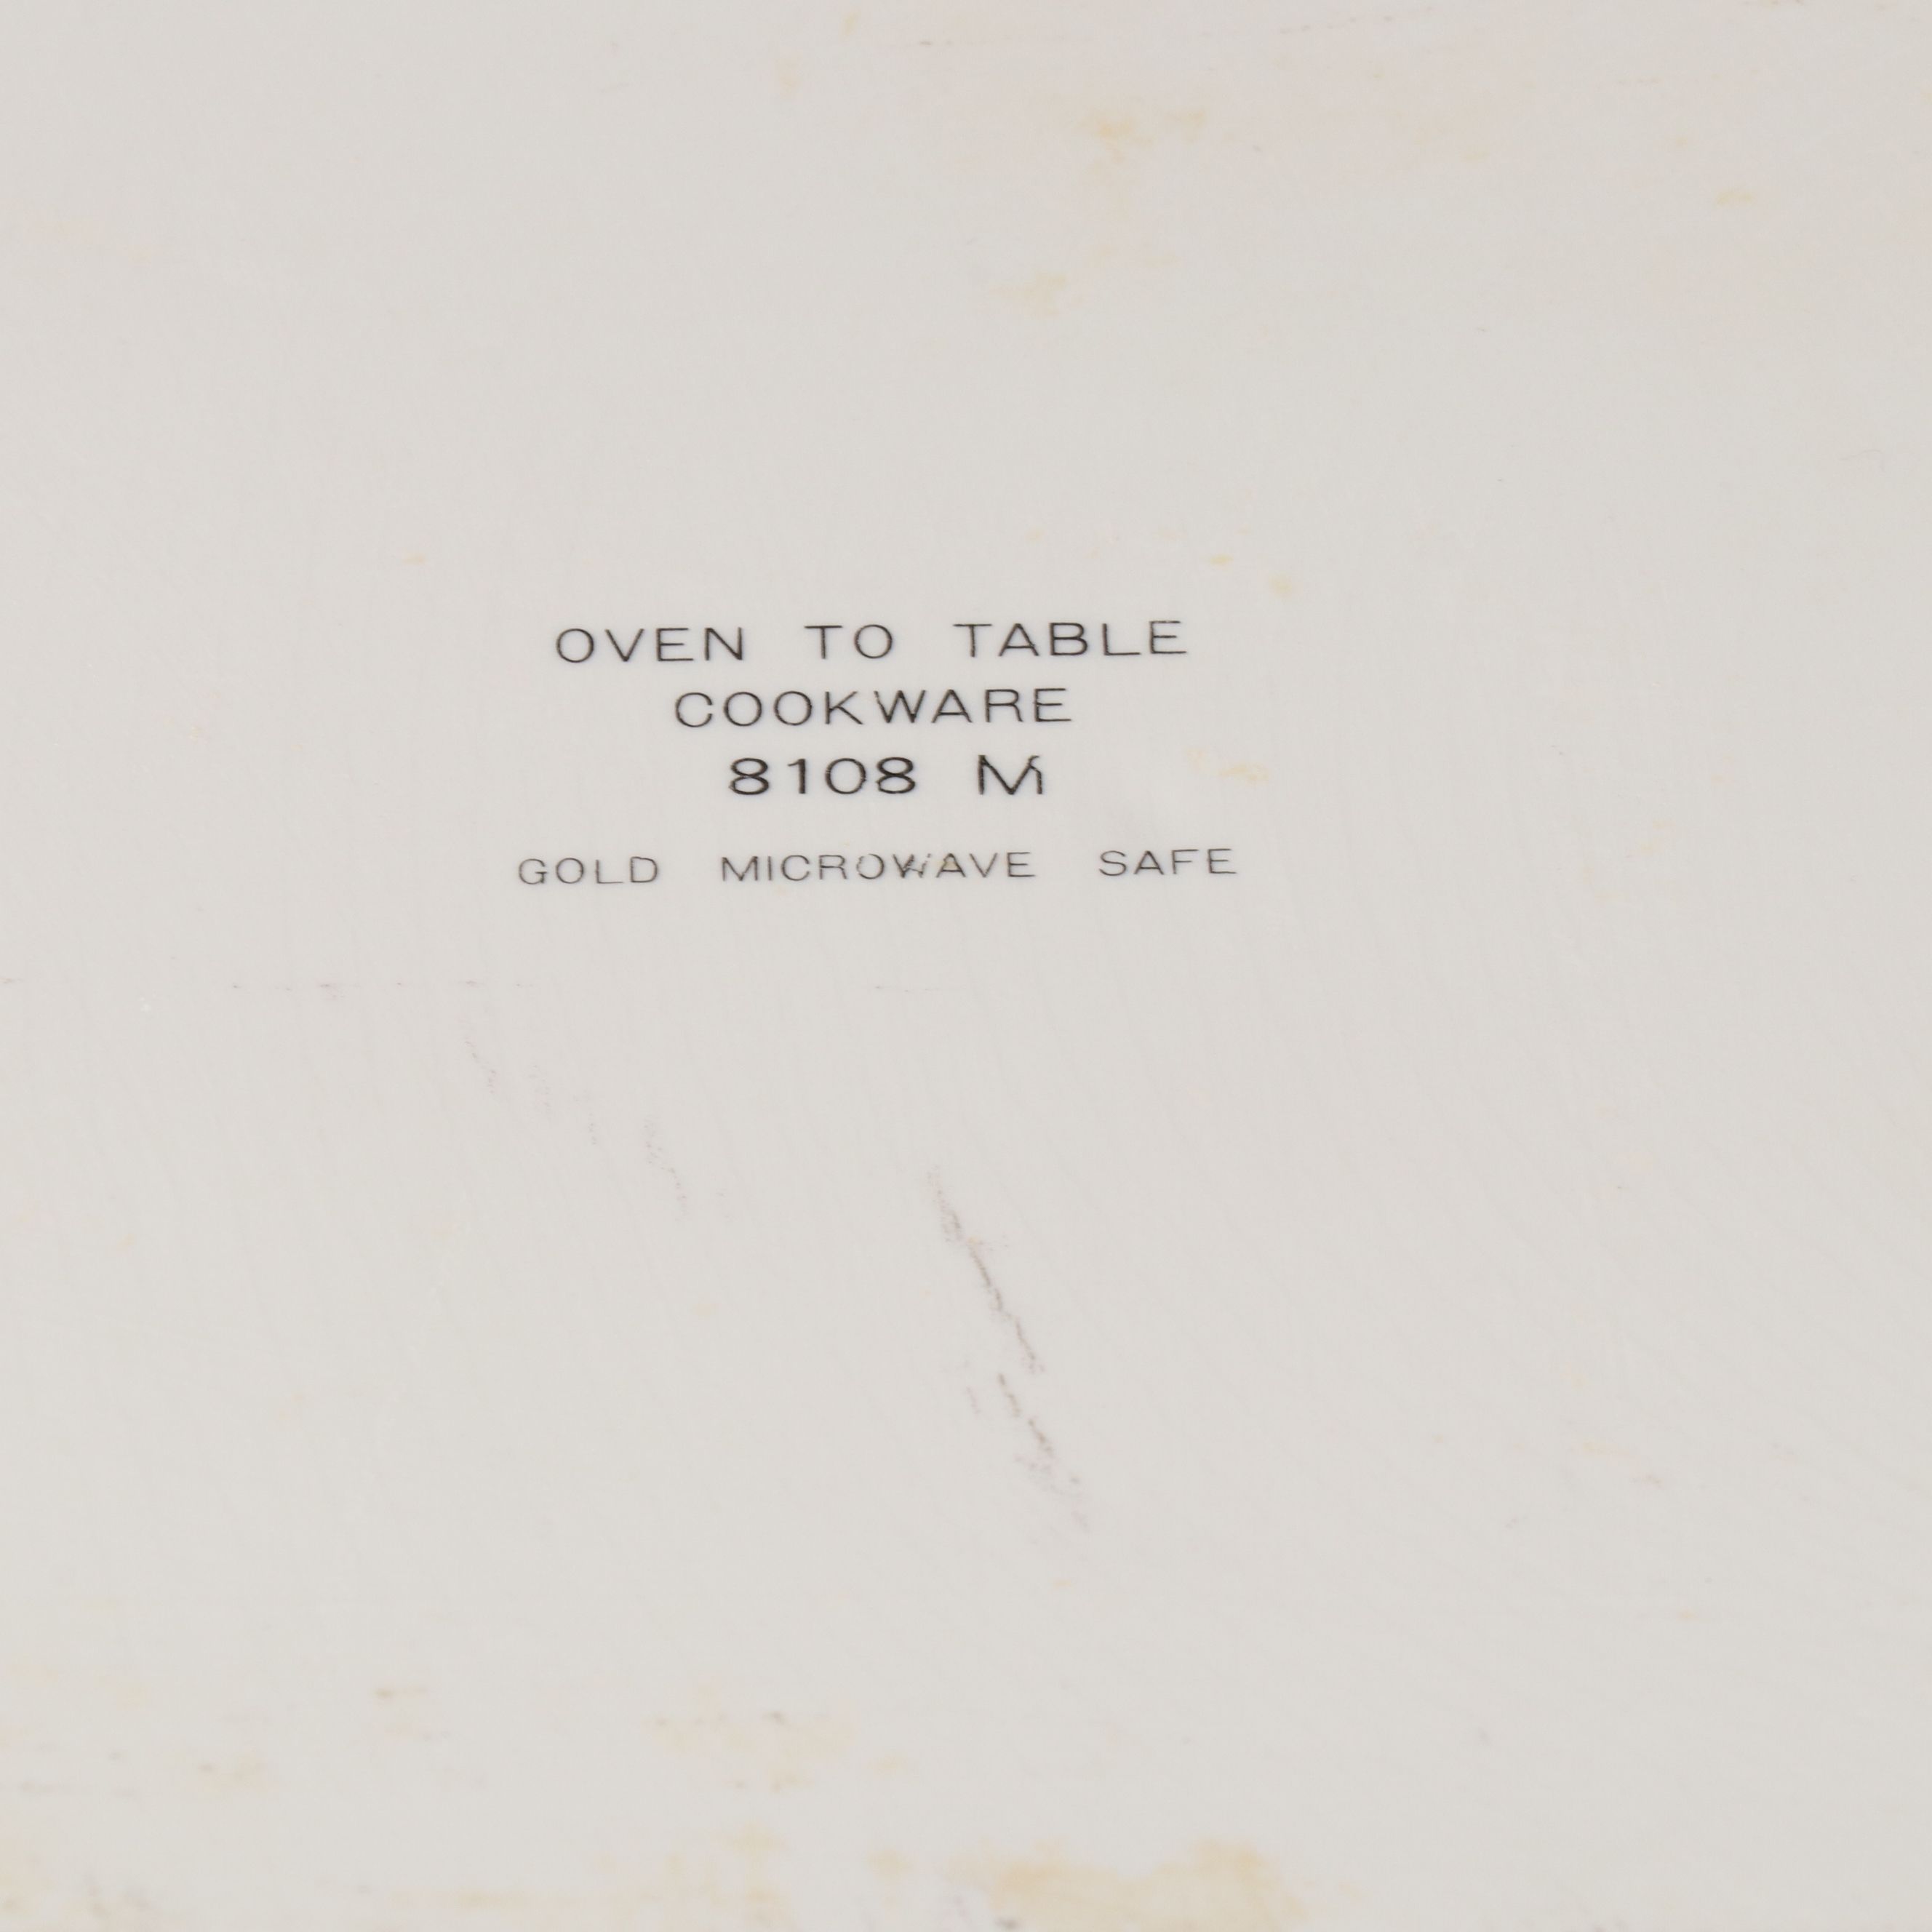 OVEN TO TABLE
COOKWARE
8108 M
GOLD MICROWAVE SAFE